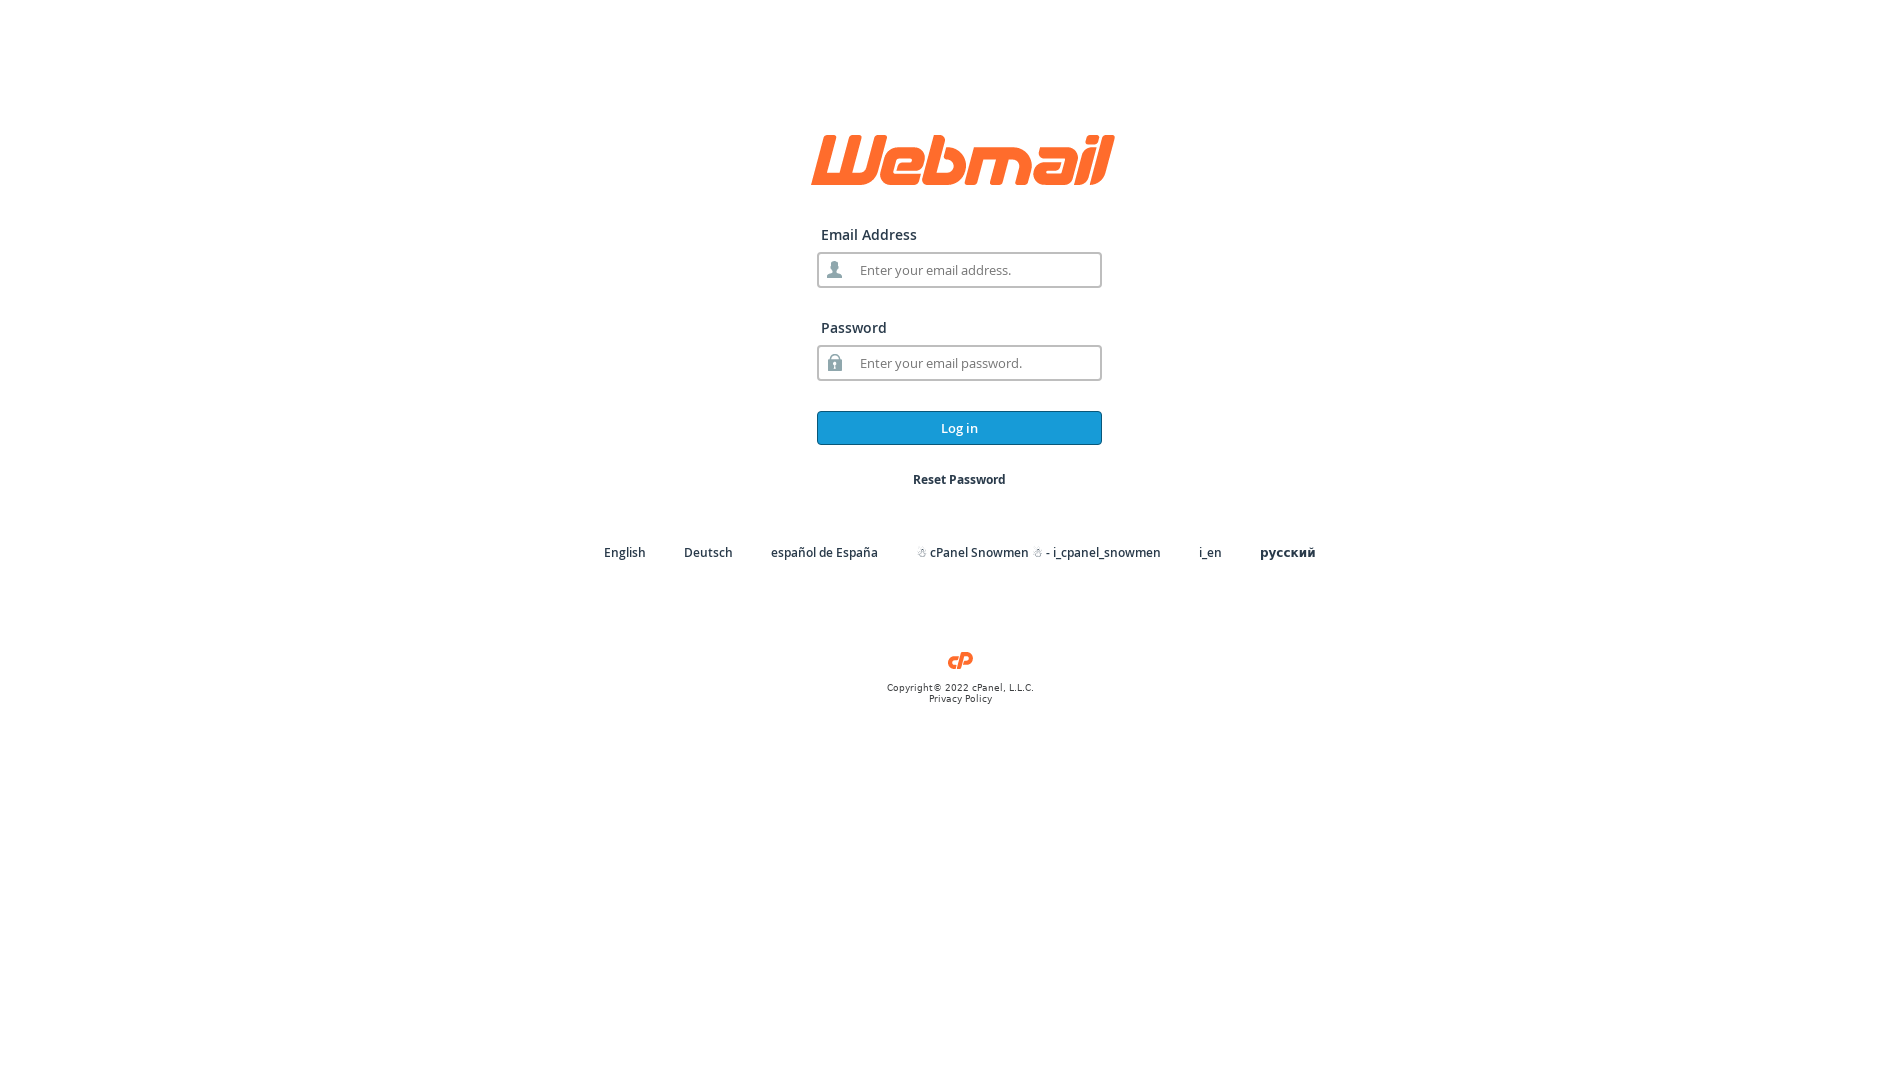 Webmail
Email Address
Enter your email address.
Password
Enter your email password.
Log in
Reset Password
English Deutsch español de España ☃ cPanel Snowmen ☃ - i_cpanel_snowmen i_en русский
cP
Copyright© 2022 cPanel, L.L.C.
Privacy Policy